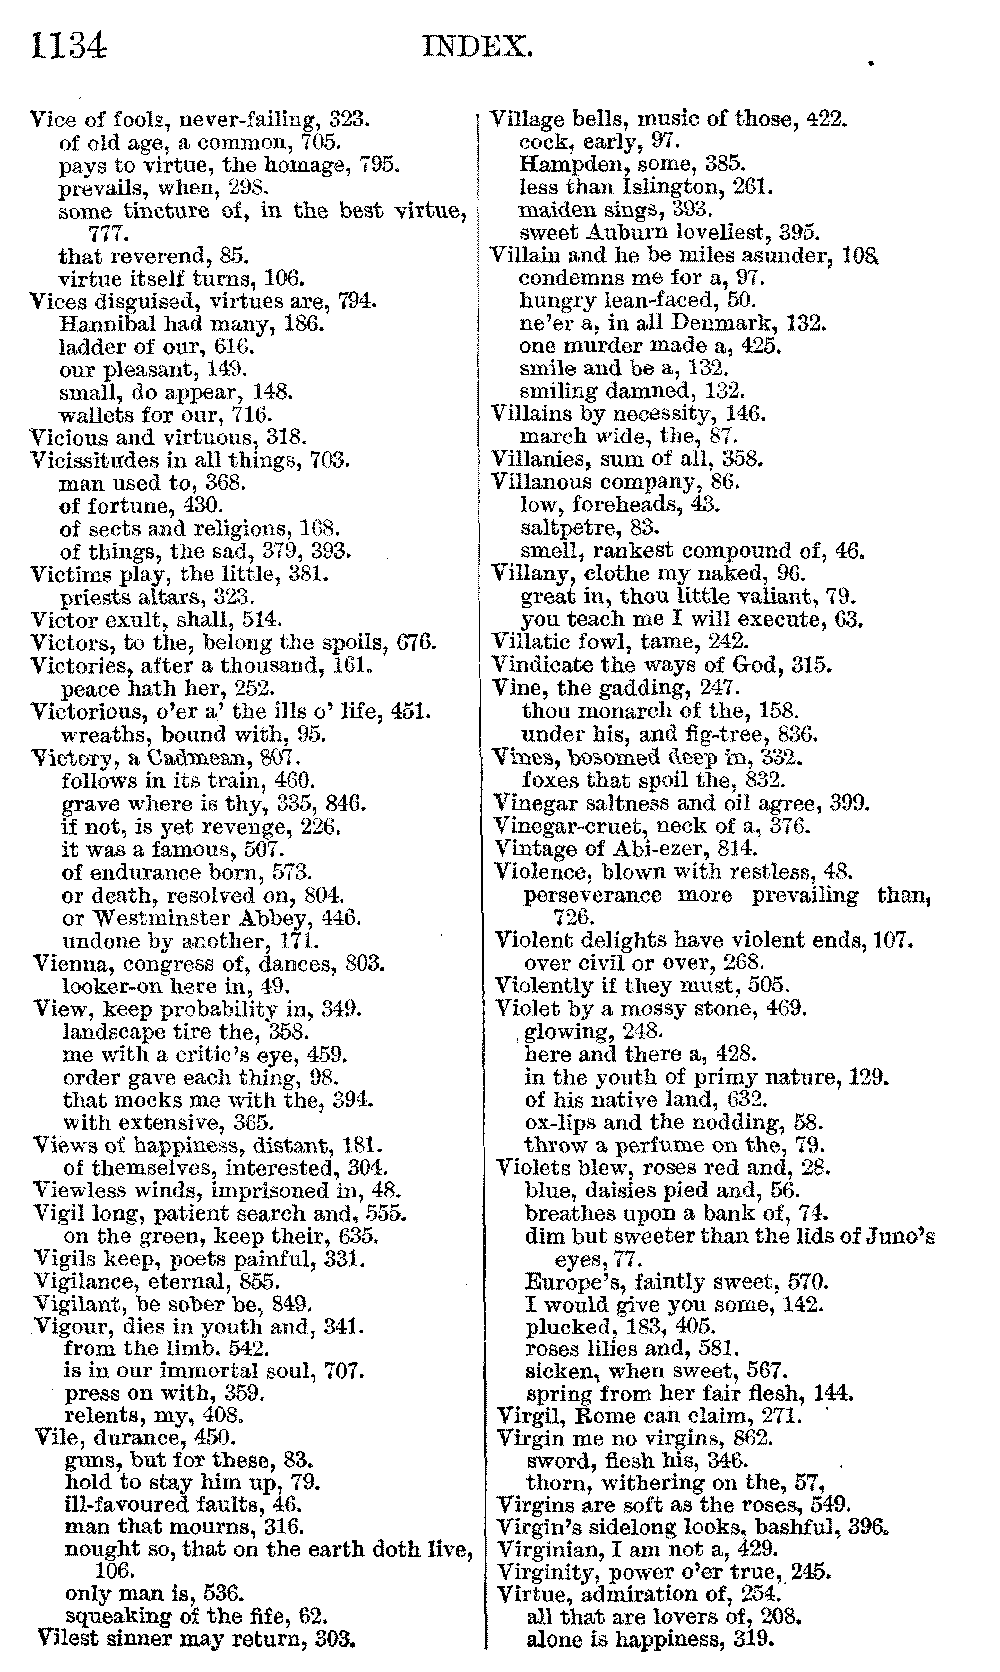 1134 INDEX.
Vice of fools, never-failing, 323.
of old age, a common, 705.
pays to virtue, the homage, 795.
prevails, when, 298.
some tincture of, in the best virtue,
777.
that reverend, 85.
virtue itself turns, 106.
Vices disguised, virtues are, 794.
Hannibal had many, 186.
ladder of our, 616.
our pleasant, 149.
small, do appear, 148.
wallets for our, 716.
Vicious and virtuous, 318.
Vicissitudes in all things, 703.
man used to, 368.
of fortune, 430.
of sects and religions, 168.
of things, the sad, 379, 393.
Victims play, the little, 381.
priests altars, 323.
Victor exult, shall, 514.
Victors, to the, belong the spoils, 676.
Victories, after a thousand, 161.
peace hath her, 252.
Victorious, o'er a' the ills o' life, 451.
wreaths, bound with, 95.
Victory, a Cadmean, 807.
follows in its train, 460.
grave where is thy, 335, 846.
if not, is yet revenge, 226.
it was a famous, 507.
of endurance born, 573.
or death, resolved on, 804.
or Westminster Abbey, 446.
undone by another, 171.
Vienna, congress of, dances, 803.
looker-on here in, 49.
View, keep probability in, 349.
landscape tire the, 358.
me with a critic's eye, 459.
order gave each thing, 98.
that mocks me with the, 394.
with extensive, 365.
Views of happiness, distant, 181.
of themselves, interested, 304.
Viewless winds, imprisoned in, 48.
Vigil long, patient search and, 555.
on the green, keep their, 635.
Vigils keep, poets painful, 331.
Vigilance, eternal, 855.
Vigilant, be sober be, 849.
Vigour, dies in youth and, 341.
from the limb. 542.
is in our immortal soul, 707.
press on with, 359.
relents, my, 408.
Vile, durance, 450.
guns, but for these, 83.
hold to stay him up, 79.
ill-favoured faults, 46.
man that mourns, 316.
nought so, that on the earth doth live,
106.
only man is, 536.
squeaking of the fife, 62.
Vilest sinner may return, 303.
Village bells, music of those, 422.
cock, early, 97.
Hampden, some, 385.
less than Islington, 261.
maiden sings, 393.
sweet Auburn loveliest, 395.
Villain and he be miles asunder, 108.
condemns me for a, 97.
hungry lean-faced, 50.
ne'er a, in all Denmark, 132.
one murder made a, 425.
smile and be a, 132.
smiling damned, 132.
Villains by necessity, 146.
march wide, the, 87.
Villanies, sum of all, 358.
Villanous company, 86.
low, foreheads, 43.
saltpetre, 83.
smell, rankest compound of, 46.
Villany, clothe my naked, 96.
great in, thou little valiant, 79.
you teach me I will execute, 63.
Villatic fowl, tame, 242.
Vindicate the ways of God, 315.
Vine, the gadding, 247.
thou monarch of the, 158.
under his, and fig-tree, 836.
Vines, bosomed deep in, 332.
foxes that spoil the, 832.
Vinegar saltness and oil agree, 399.
Vinegar-cruet, neck of a, 376.
Vintage of Abi-ezer, 814.
Violence, blown with restless, 48.
perseverance more prevailing than,
726.
Violent delights have violent ends, 107.
over civil or over, 268.
Violently if they must, 505.
Violet by a mossy stone, 469.
glowing, 248.
here and there a, 428.
in the youth of primy nature, 129.
of his native land, 632.
ox-lips and the nodding, 58.
throw a perfume on the, 79.
Violets blew, roses red and, 28.
blue, daisies pied and, 56.
breathes upon a bank of, 74.
dim but sweeter than the lids of Juno's
eyes, 77.
Europe's, faintly sweet, 570.
I would give you some, 142.
plucked, 183, 405.
roses lilies and, 581.
sicken, when sweet, 567.
spring from her fair flesh, 144.
Virgil, Rome can claim, 271.
Virgin me no virgins, 862.
sword, flesh his, 346.
thorn, withering on the, 57.
Virgins are soft as the roses, 549.
Virgin's sidelong looks, bashful, 396.
Virginian, I am not a, 429.
Virginity, power o'er true, 245.
Virtue, admiration of, 254.
all that are lovers of, 208.
alone is happiness, 319.